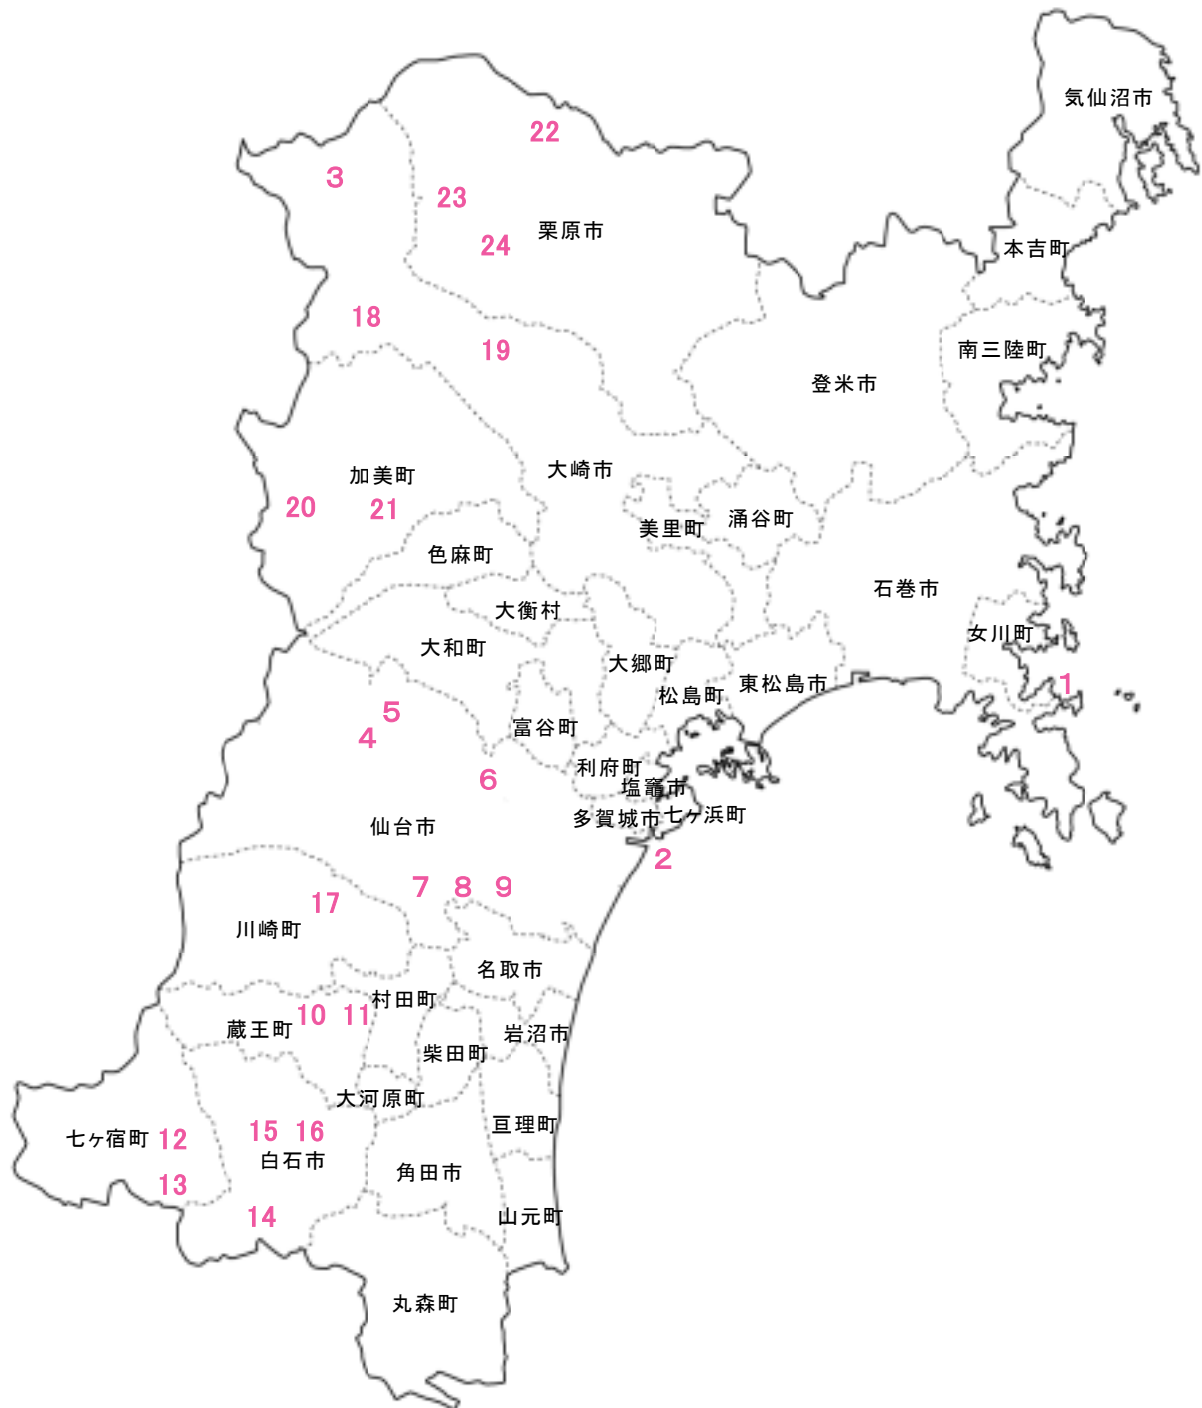 気仙沼市
22
3
23
24
栗原市
本吉町
18
19
南三陸町
登米市
大崎市
加美町
20
21
美里町
涌谷町
色麻町
大衡村
石巻市
女川町
大和町
大郷町
松島町
東松島市
1
5
4
富谷町
6
利府町
塩竈市
多賀城市
七ヶ浜町
仙台市
2
7
8
9
17
川崎町
名取市
村田町
10
11
蔵王町
岩沼市
柴田町
大河原町
亘理町
七ヶ宿町
12
15
16
白石市
角田市
13
14
山元町
丸森町